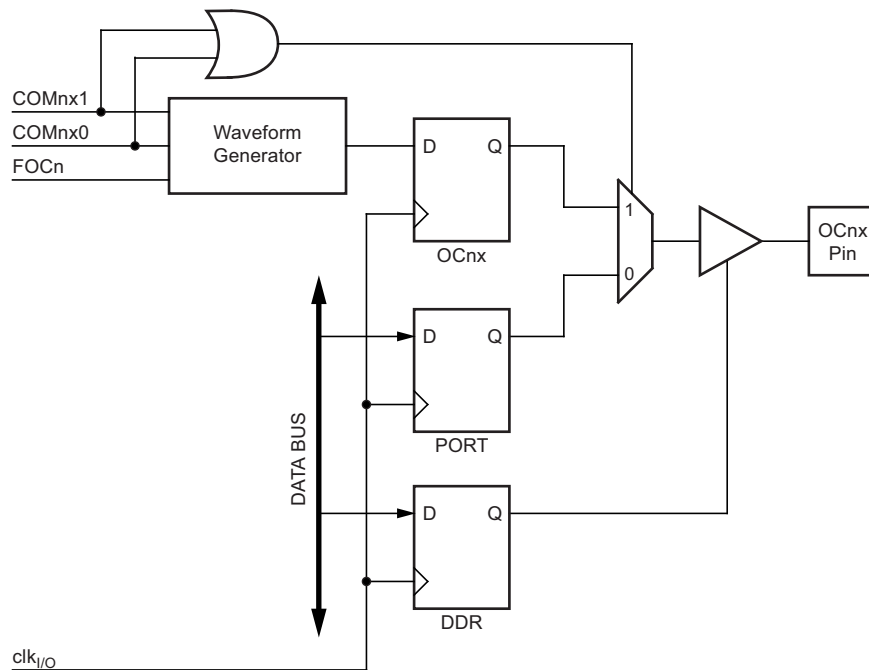 COMnx1
COMnx0
FOCn
Waveform
Generator
D
Q
OCnx
1
0
OCnx
Pin
D
Q
PORT
DATA BUS
D
Q
DDR
clkI/O